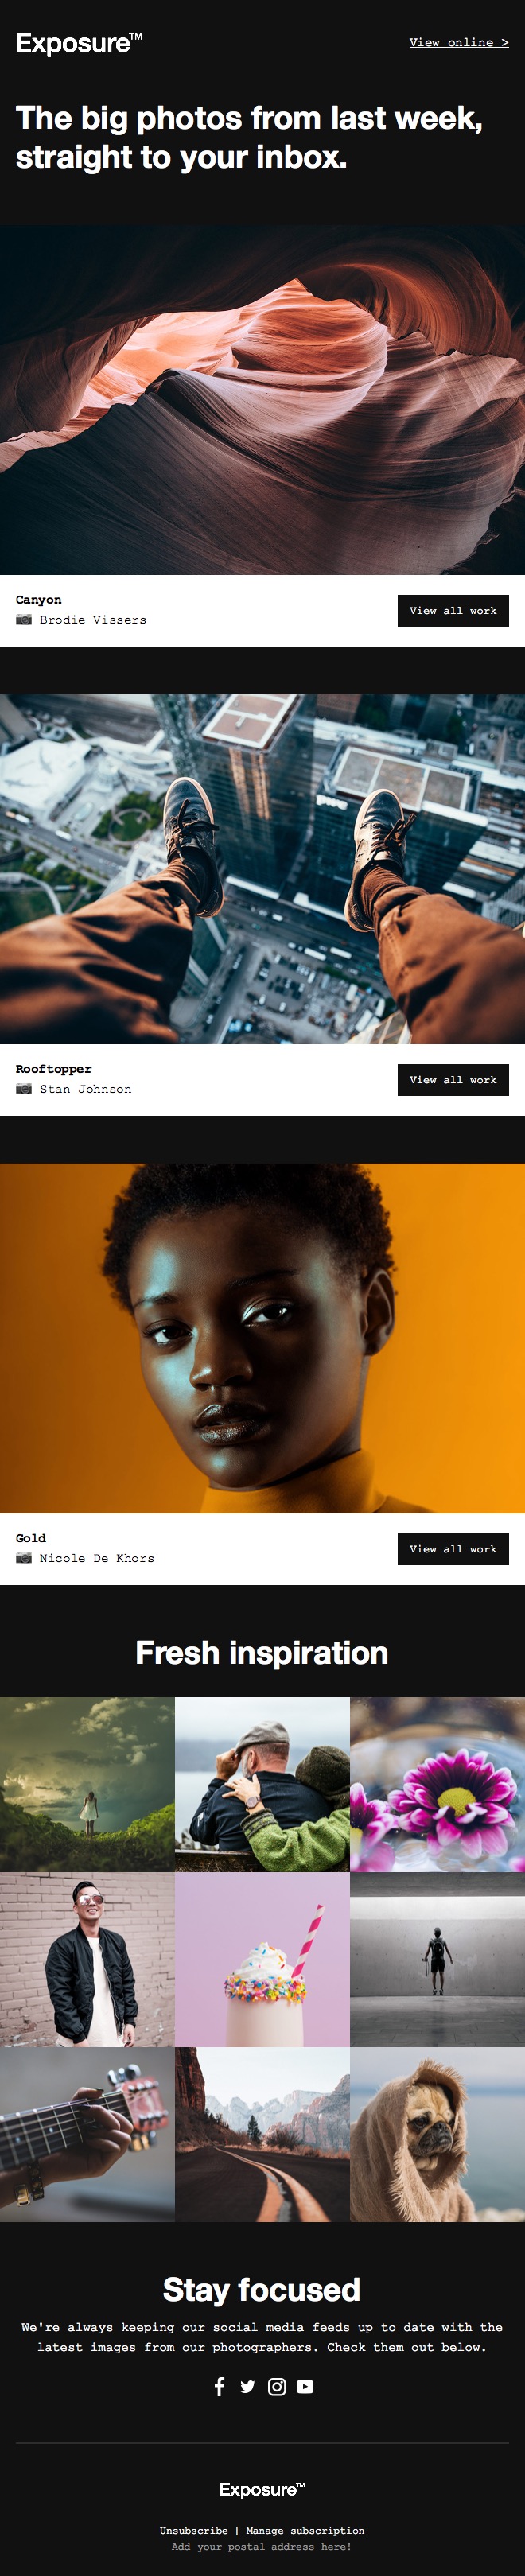 Exposure™
View online >
The big photos from last week,
straight to your inbox.
Canyon
📷 Brodie Vissers
View all work
Rooftopper
📷 Stan Johnson
View all work
Gold
📷 Nicole De Khors
View all work
Fresh inspiration
Stay focused
We're always keeping our social media feeds up to date with the
latest images from our photographers. Check them out below.
Exposure™
Unsubscribe | Manage subscription
Add your postal address here!